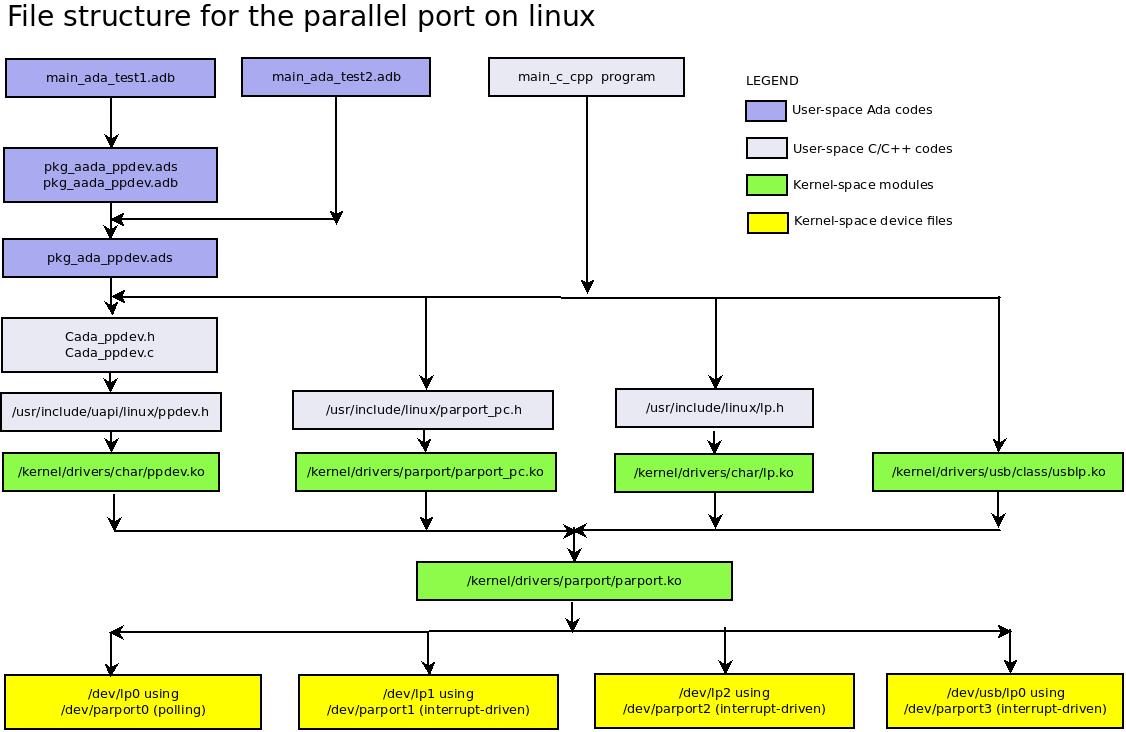 File structure for the parallel port on linux
main_ada_test1.adb
main_ada_test2.adb
main_c_cpp program
LEGEND
User-space Ada codes
User-space C/C++ codes
Kernel-space modules
Kernel-space device files
pkg_aada_ppdev.ads
pkg_aada_ppdev.adb
pkg_ada_ppdev.ads
Cada_ppdev.h
Cada_ppdev.c
/usr/include/uapi/linux/ppdev.h
/usr/include/linux/parport_pc.h
/usr/include/linux/lp.h
/kernel/drivers/char/ppdev.ko
/kernel/drivers/parport/parport_pc.ko
/kernel/drivers/char/lp.ko
/kernel/drivers/usb/class/usblp.ko
/kernel/drivers/parport/parport.ko
/dev/lp0 using
/dev/parport0 (polling)
/dev/lp1 using
/dev/parport1 (interrupt-driven)
/dev/lp2 using
/dev/parport2 (interrupt-driven)
/dev/usb/lp0 using
/dev/parport3 (interrupt-driven)